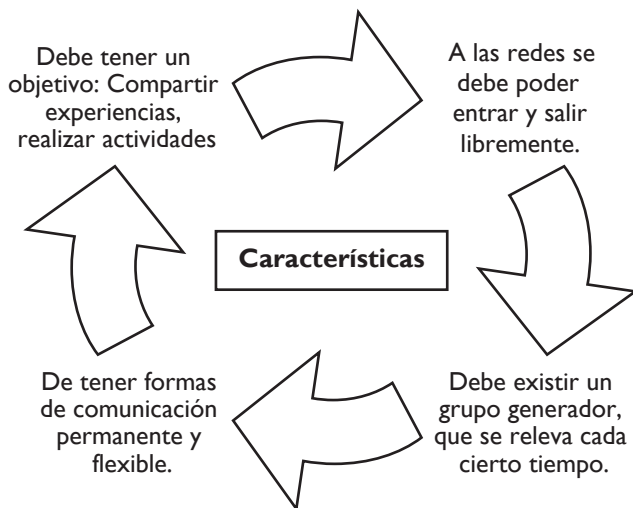 Debe tener un
objetivo: Compartir
experiencias,
realizar actividades
A las redes se
debe poder
entrar y salir
libremente.
Características
De tener formas
de comunicación
permanente y
flexible.
Debe existir un
grupo generador,
que se releva cada
cierto tiempo.